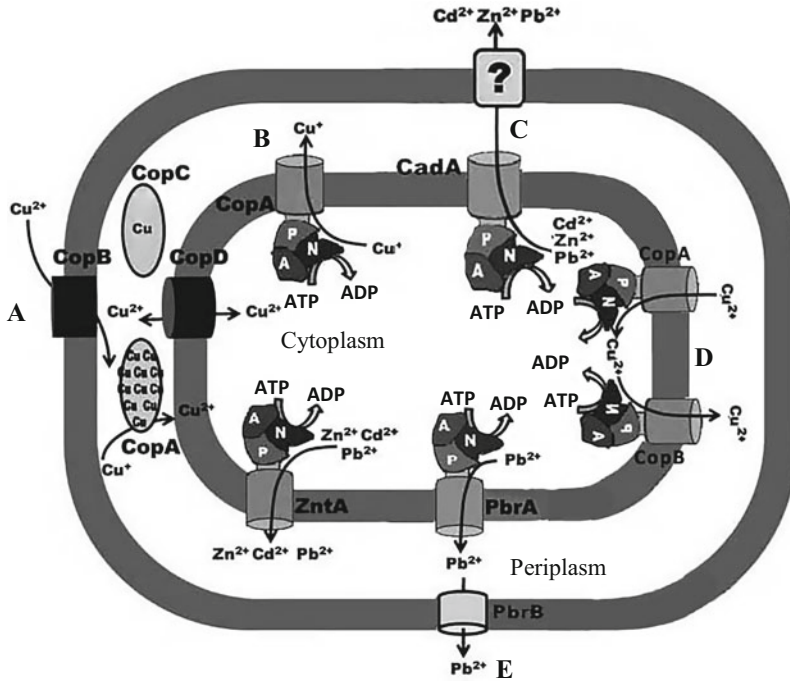 Cd²⁺ Zn²⁺ Pb²⁺
?
B
Cu⁺
C
CopC
CadA
Cu²⁺
Cu
CopA
CopB
CopD
P
A
N
Cu⁺
P
A
N
Cd²⁺
Zn²⁺
Pb²⁺
CopA
A
P
N
ATP
ADP
ATP
ADP
Cu²⁺
A
Cu²⁺
Cu²⁺
Cytoplasm
Cu²⁺
D
ADP
Cu Cu
Cu Cu Cu
Cu Cu Cu
Cu Cu
Cu
Cu²⁺
ATP
ADP
ATP
ADP
ATP
N
A
P
Cu²⁺
CopA
Cu⁺
A
N
P
Zn²⁺ Cd²⁺
Pb²⁺
A
N
P
Pb²⁺
CopB
ZntA
PbrA
Zn²⁺ Cd²⁺ Pb²⁺
Pb²⁺
Periplasm
PbrB
Pb²⁺
E